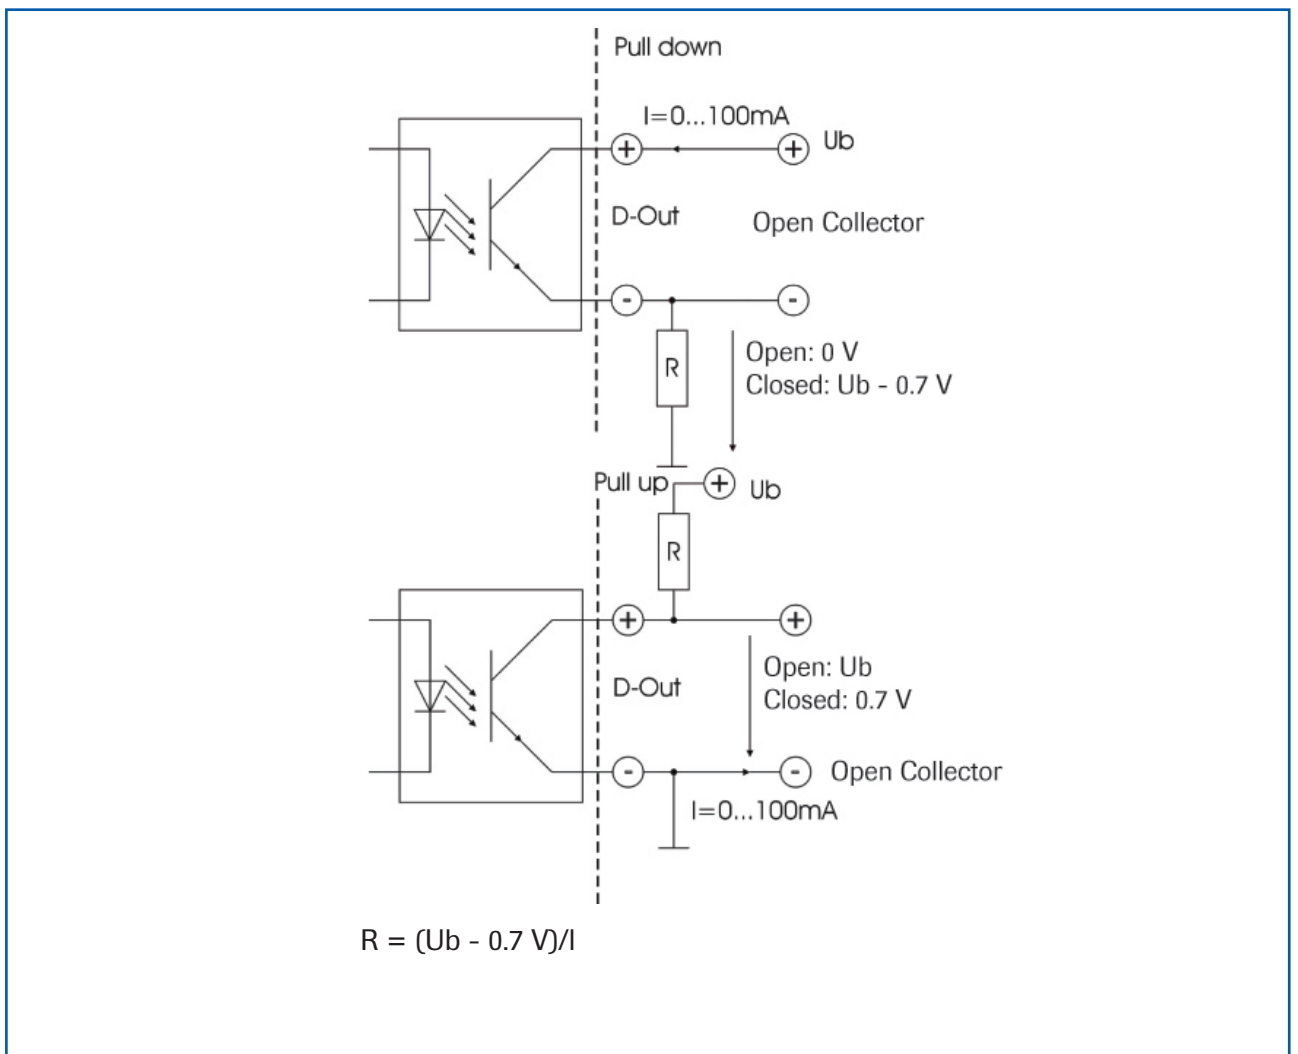 Pull down
I=0...100mA
+
+
Ub
D-Out
Open Collector
-
-
R
Open: 0 V
Closed: Ub - 0.7 V
Pull up
+
Ub
R
+
+
D-Out
Open: Ub
Closed: 0.7 V
-
-
Open Collector
I=0...100mA
R = (Ub - 0.7 V)/I